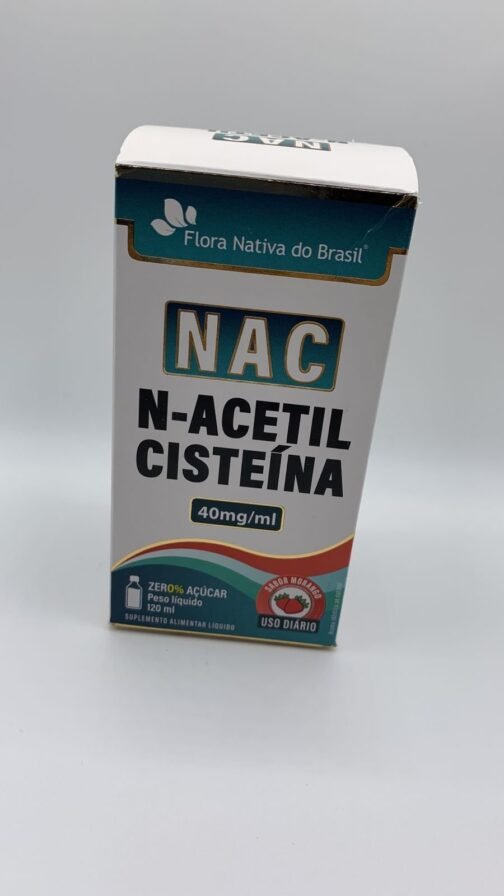 NAC
Flora Nativa do Brasil®
NAC
N-ACETIL
CISTEÍNA
40mg/ml
ZERO% AÇÚCAR
Peso líquido
120 ml
SUPLEMENTO ALIMENTAR LÍQUIDO
SABOR MORANGO
USO DIÁRIO